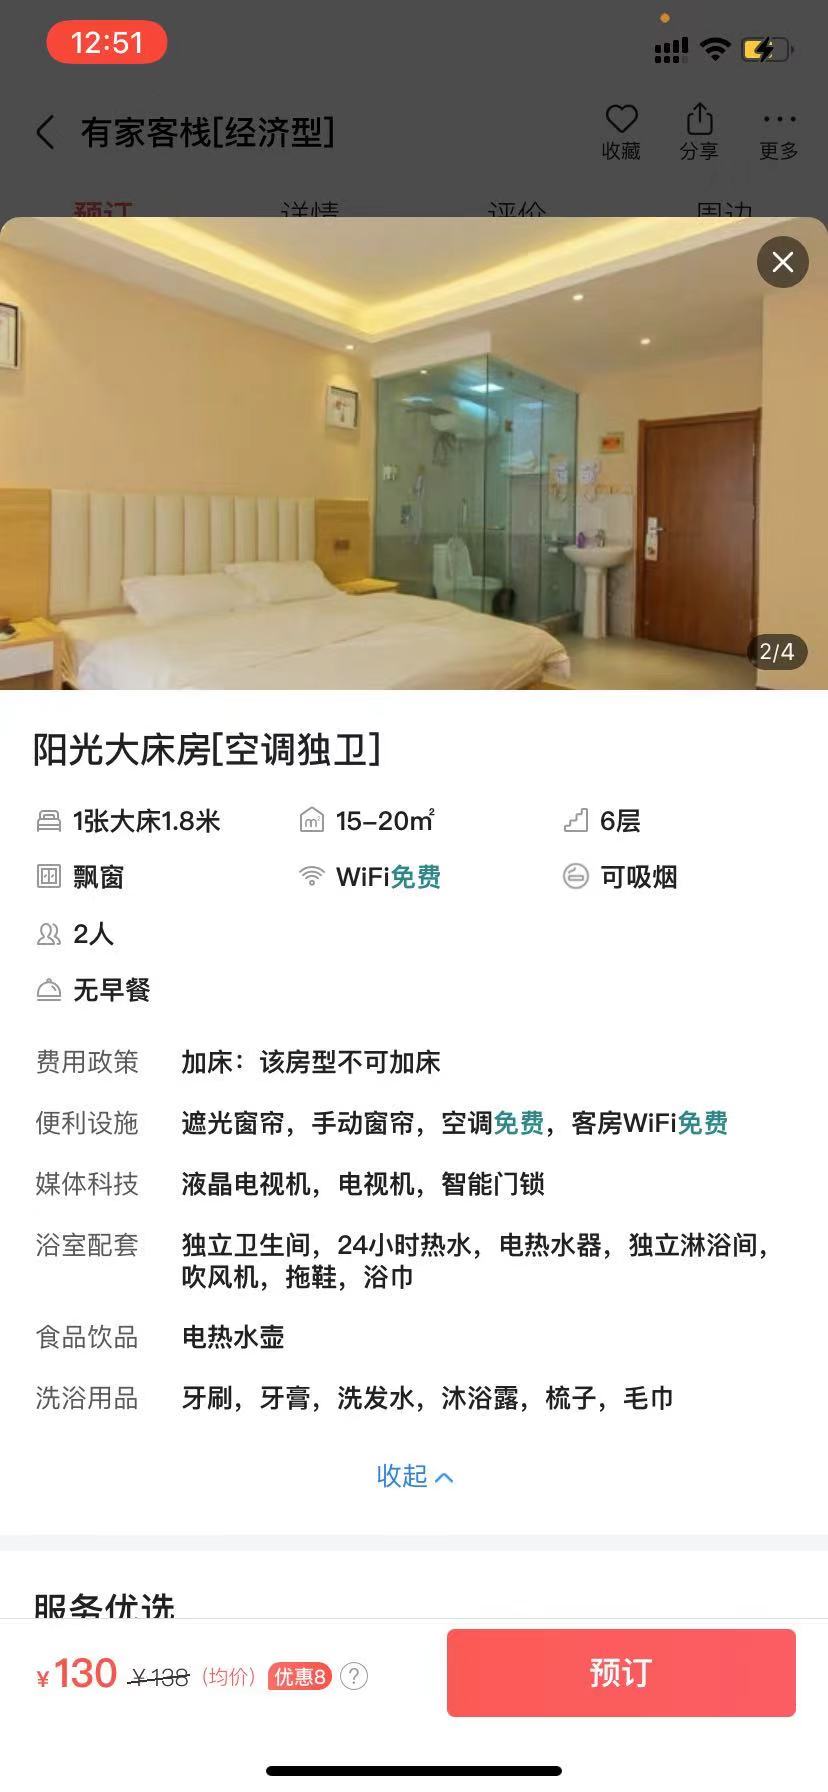 12:51
有家客栈[经济型]
收藏
分享
更多
预订
详情
评价
周边
2/4
阳光大床房[空调独卫]
1张大床1.8米
15-20㎡
6层
飘窗
WiFi免费
可吸烟
2人
无早餐
费用政策
加床：该房型不可加床
便利设施
遮光窗帘，手动窗帘，空调免费，客房WiFi免费
媒体科技
液晶电视机，电视机，智能门锁
浴室配套
独立卫生间，24小时热水，电热水器，独立淋浴间，
吹风机，拖鞋，浴巾
食品饮品
电热水壶
洗浴用品
牙刷，牙膏，洗发水，沐浴露，梳子，毛巾
收起
服务优选
¥130 ¥138 (均价) 优惠8 ?
预订